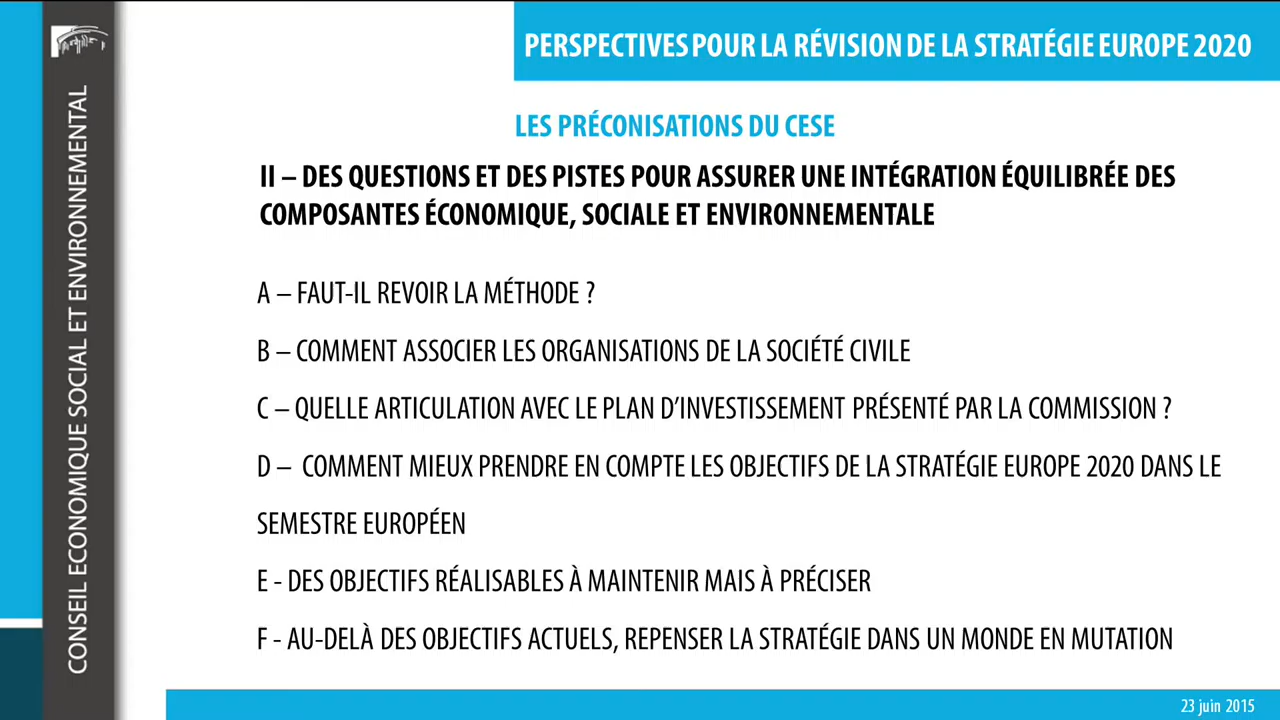 PERSPECTIVES POUR LA RÉVISION DE LA STRATÉGIE EUROPE 2020
LES PRÉCONISATIONS DU CESE
II – DES QUESTIONS ET DES PISTES POUR ASSURER UNE INTÉGRATION ÉQUILIBRÉE DES
COMPOSANTES ÉCONOMIQUE, SOCIALE ET ENVIRONNEMENTALE
A – FAUT-IL REVOIR LA MÉTHODE ?
B – COMMENT ASSOCIER LES ORGANISATIONS DE LA SOCIÉTÉ CIVILE
C – QUELLE ARTICULATION AVEC LE PLAN D’INVESTISSEMENT PRÉSENTÉ PAR LA COMMISSION ?
D – COMMENT MIEUX PRENDRE EN COMPTE LES OBJECTIFS DE LA STRATÉGIE EUROPE 2020 DANS LE
SEMESTRE EUROPÉEN
E - DES OBJECTIFS RÉALISABLES À MAINTENIR MAIS À PRÉCISER
F - AU-DELÀ DES OBJECTIFS ACTUELS, REPENSER LA STRATÉGIE DANS UN MONDE EN MUTATION
23 juin 2015
CONSEIL ECONOMIQUE SOCIAL ET ENVIRONNEMENTAL